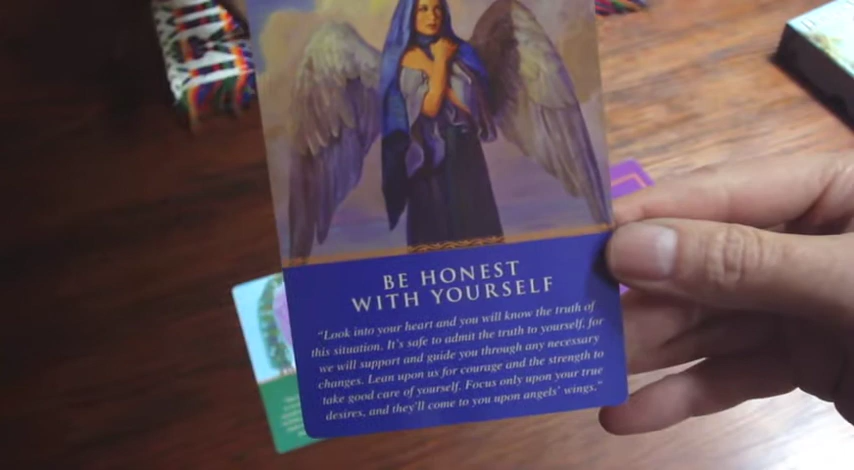 BE HONEST
WITH YOURSELF
"Look into your heart and you will know the truth of
this situation. It's safe to admit the truth to yourself, for
we will support and guide you through any necessary
changes. Lean upon us for courage and the strength to
take good care of yourself. Focus only upon your true
desires, and they'll come to you upon angels' wings."